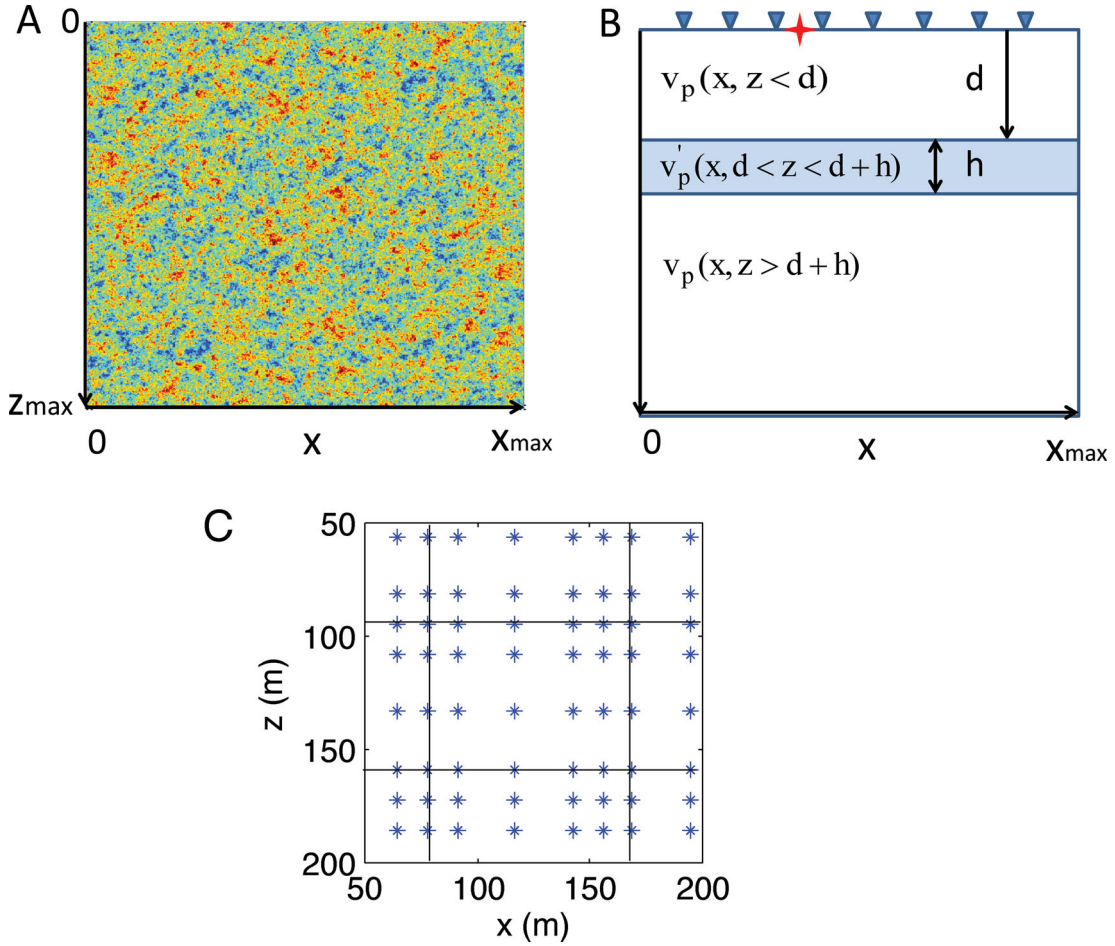 A
0
zmax
0
x
xmax
B
vp(x, z < d)
d
v'p(x, d < z < d + h)
h
vp(x, z > d + h)
0
x
xmax
C
50
100
150
200
z (m)
50
100
150
200
x (m)